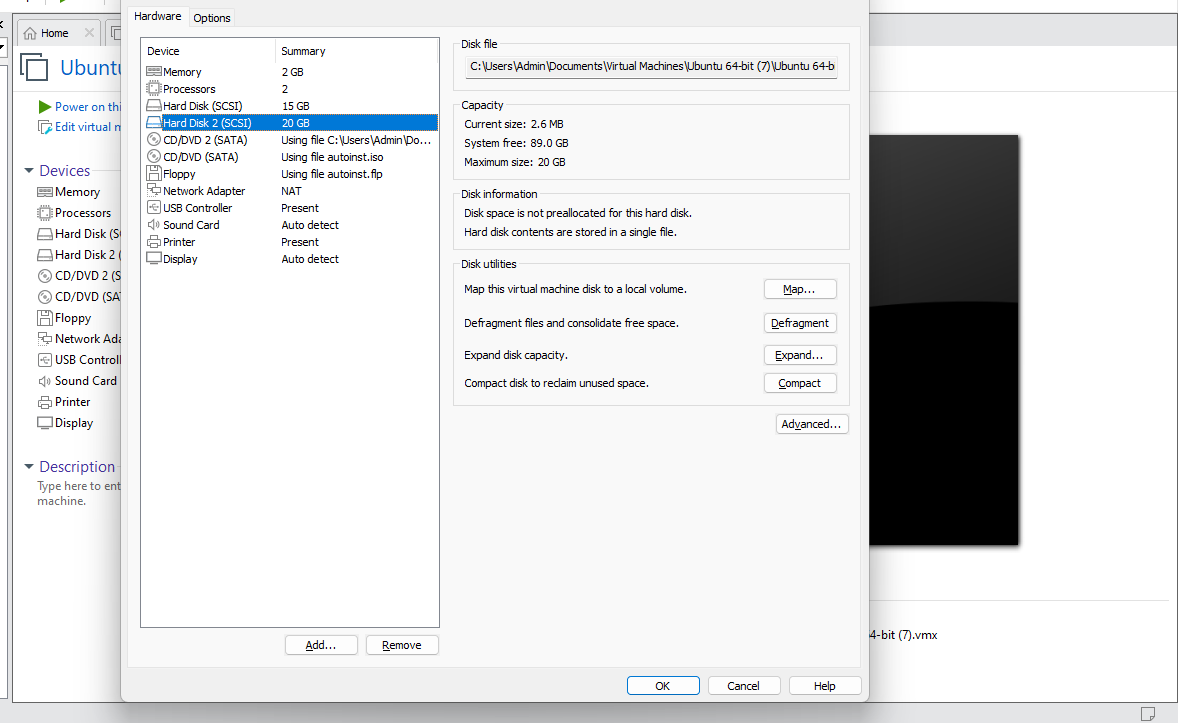 Hardware
Options
Home
Ubuntu
Power on this
Edit virtual m
Devices
Memory
Processors
Hard Disk (SC
Hard Disk 2 (
CD/DVD 2 (S
CD/DVD (SAT
Floppy
Network Ada
USB Controll
Sound Card
Printer
Display
Description
Type here to ent
machine.
Device Summary
Memory 2 GB
Processors 2
Hard Disk (SCSI) 15 GB
Hard Disk 2 (SCSI) 20 GB
CD/DVD 2 (SATA) Using file C:\Users\Admin\Do...
CD/DVD (SATA) Using file autoinst.iso
Floppy Using file autoinst.flp
Network Adapter NAT
USB Controller Present
Sound Card Auto detect
Printer Present
Display Auto detect
Add...
Remove
Disk file
C:\Users\Admin\Documents\Virtual Machines\Ubuntu 64-bit (7)\Ubuntu 64-b
Capacity
Current size: 2.6 MB
System free: 89.0 GB
Maximum size: 20 GB
Disk information
Disk space is not preallocated for this hard disk.
Hard disk contents are stored in a single file.
Disk utilities
Map this virtual machine disk to a local volume.
Map...
Defragment files and consolidate free space.
Defragment
Expand disk capacity.
Expand...
Compact disk to reclaim unused space.
Compact
Advanced...
4-bit (7).vmx
OK
Cancel
Help